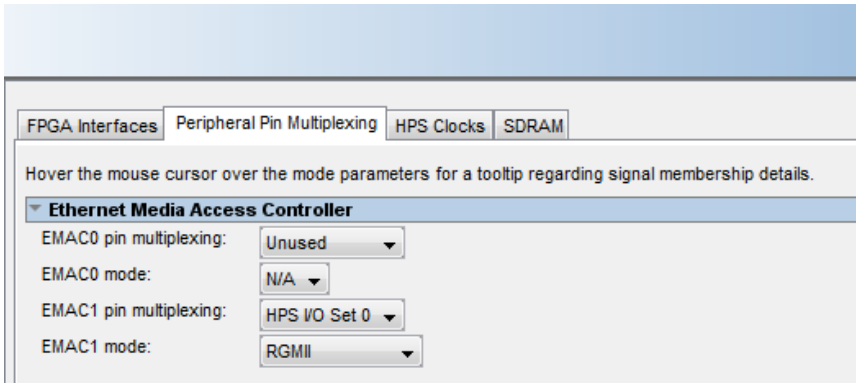 FPGA Interfaces Peripheral Pin Multiplexing HPS Clocks SDRAM
Hover the mouse cursor over the mode parameters for a tooltip regarding signal membership details.
Ethernet Media Access Controller
EMAC0 pin multiplexing: Unused
EMAC0 mode: N/A
EMAC1 pin multiplexing: HPS I/O Set 0
EMAC1 mode: RGMII